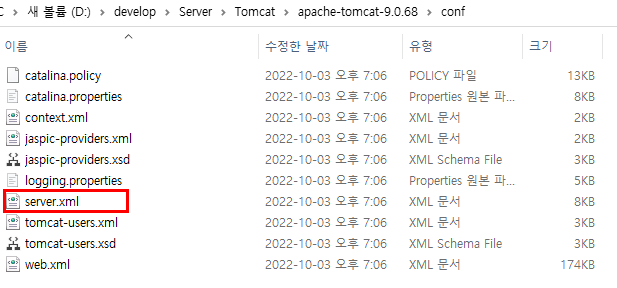 새 볼륨 (D:) > develop > Server > Tomcat > apache-tomcat-9.0.68 > conf
이름 수정한 날짜 유형 크기
catalina.policy 2022-10-03 오후 7:06 POLICY 파일 13KB
catalina.properties 2022-10-03 오후 7:06 Properties 원본 파... 8KB
context.xml 2022-10-03 오후 7:06 XML 문서 2KB
jaspic-providers.xml 2022-10-03 오후 7:06 XML 문서 2KB
jaspic-providers.xsd 2022-10-03 오후 7:06 XML Schema File 3KB
logging.properties 2022-10-03 오후 7:06 Properties 원본 파... 5KB
server.xml 2022-10-03 오후 7:06 XML 문서 8KB
tomcat-users.xml 2022-10-03 오후 7:06 XML 문서 3KB
tomcat-users.xsd 2022-10-03 오후 7:06 XML Schema File 3KB
web.xml 2022-10-03 오후 7:06 XML 문서 174KB